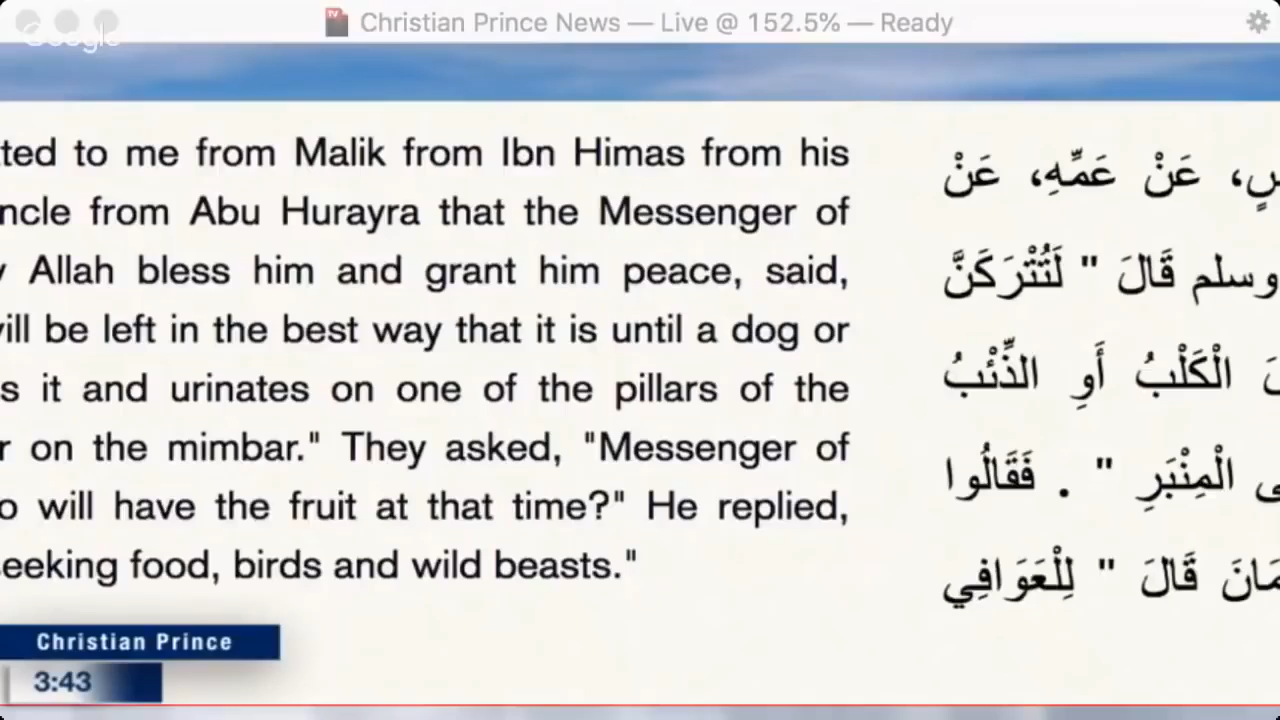 Google
Christian Prince News — Live @ 152.5% — Ready
ted to me from Malik from Ibn Himas from his
ncle from Abu Hurayra that the Messenger of
y Allah bless him and grant him peace, said,
vill be left in the best way that it is until a dog or
s it and urinates on one of the pillars of the
r on the mimbar." They asked, "Messenger of
o will have the fruit at that time?" He replied,
eeking food, birds and wild beasts."
سٍ، عَنْ عَمِّهِ، عَنْ
وسلم قَالَ " لَتُتْرَكَنَّ
الْكَلْبُ أَوِ الذِّئْبُ
ى الْمِنْبَرِ " . فَقَالُوا
مَانَ قَالَ " لِلْعَوَافِي
Christian Prince
3:43